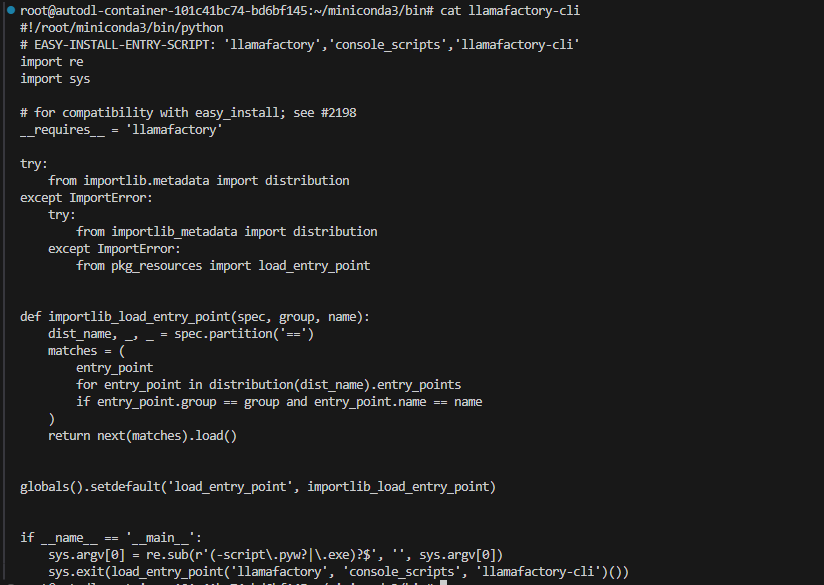 root@autodl-container-101c41bc74-bd6bf145:~/miniconda3/bin# cat llamafactory-cli
#!/root/miniconda3/bin/python
# EASY-INSTALL-ENTRY-SCRIPT: 'llamafactory','console_scripts','llamafactory-cli'
import re
import sys

# for compatibility with easy_install; see #2198
__requires__ = 'llamafactory'

try:
    from importlib.metadata import distribution
except ImportError:
    try:
        from importlib_metadata import distribution
    except ImportError:
        from pkg_resources import load_entry_point


def importlib_load_entry_point(spec, group, name):
    dist_name, _, _ = spec.partition('==')
    matches = (
        entry_point
        for entry_point in distribution(dist_name).entry_points
        if entry_point.group == group and entry_point.name == name
    )
    return next(matches).load()


globals().setdefault('load_entry_point', importlib_load_entry_point)


if __name__ == '__main__':
    sys.argv[0] = re.sub(r'(-script\.pyw?|\.exe)?$', '', sys.argv[0])
    sys.exit(load_entry_point('llamafactory', 'console_scripts', 'llamafactory-cli')())